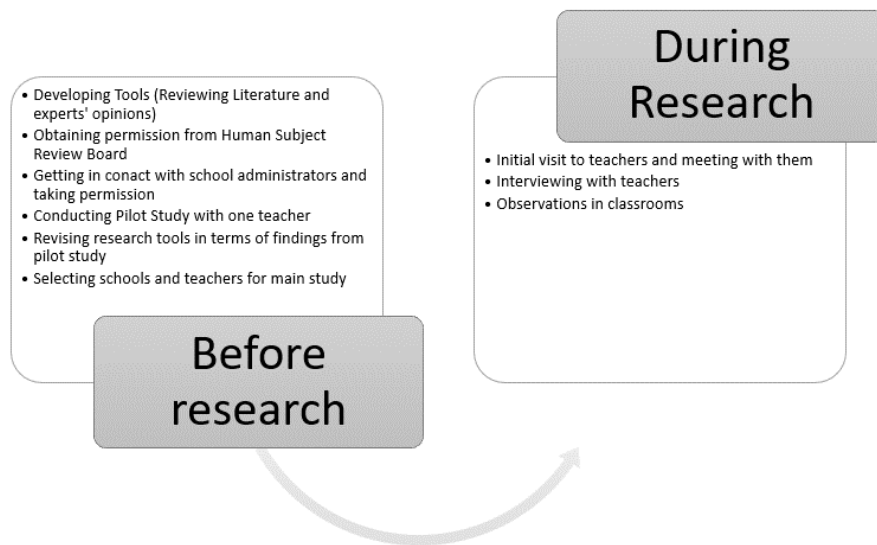 • Developing Tools (Reviewing Literature and
experts' opinions)
• Obtaining permission from Human Subject
Review Board
• Getting in conact with school administrators and
taking permission
• Conducting Pilot Study with one teacher
• Revising research tools in terms of findings from
pilot study
• Selecting schools and teachers for main study
Before
research
During
Research
• Initial visit to teachers and meeting with them
• Interviewing with teachers
• Observations in classrooms